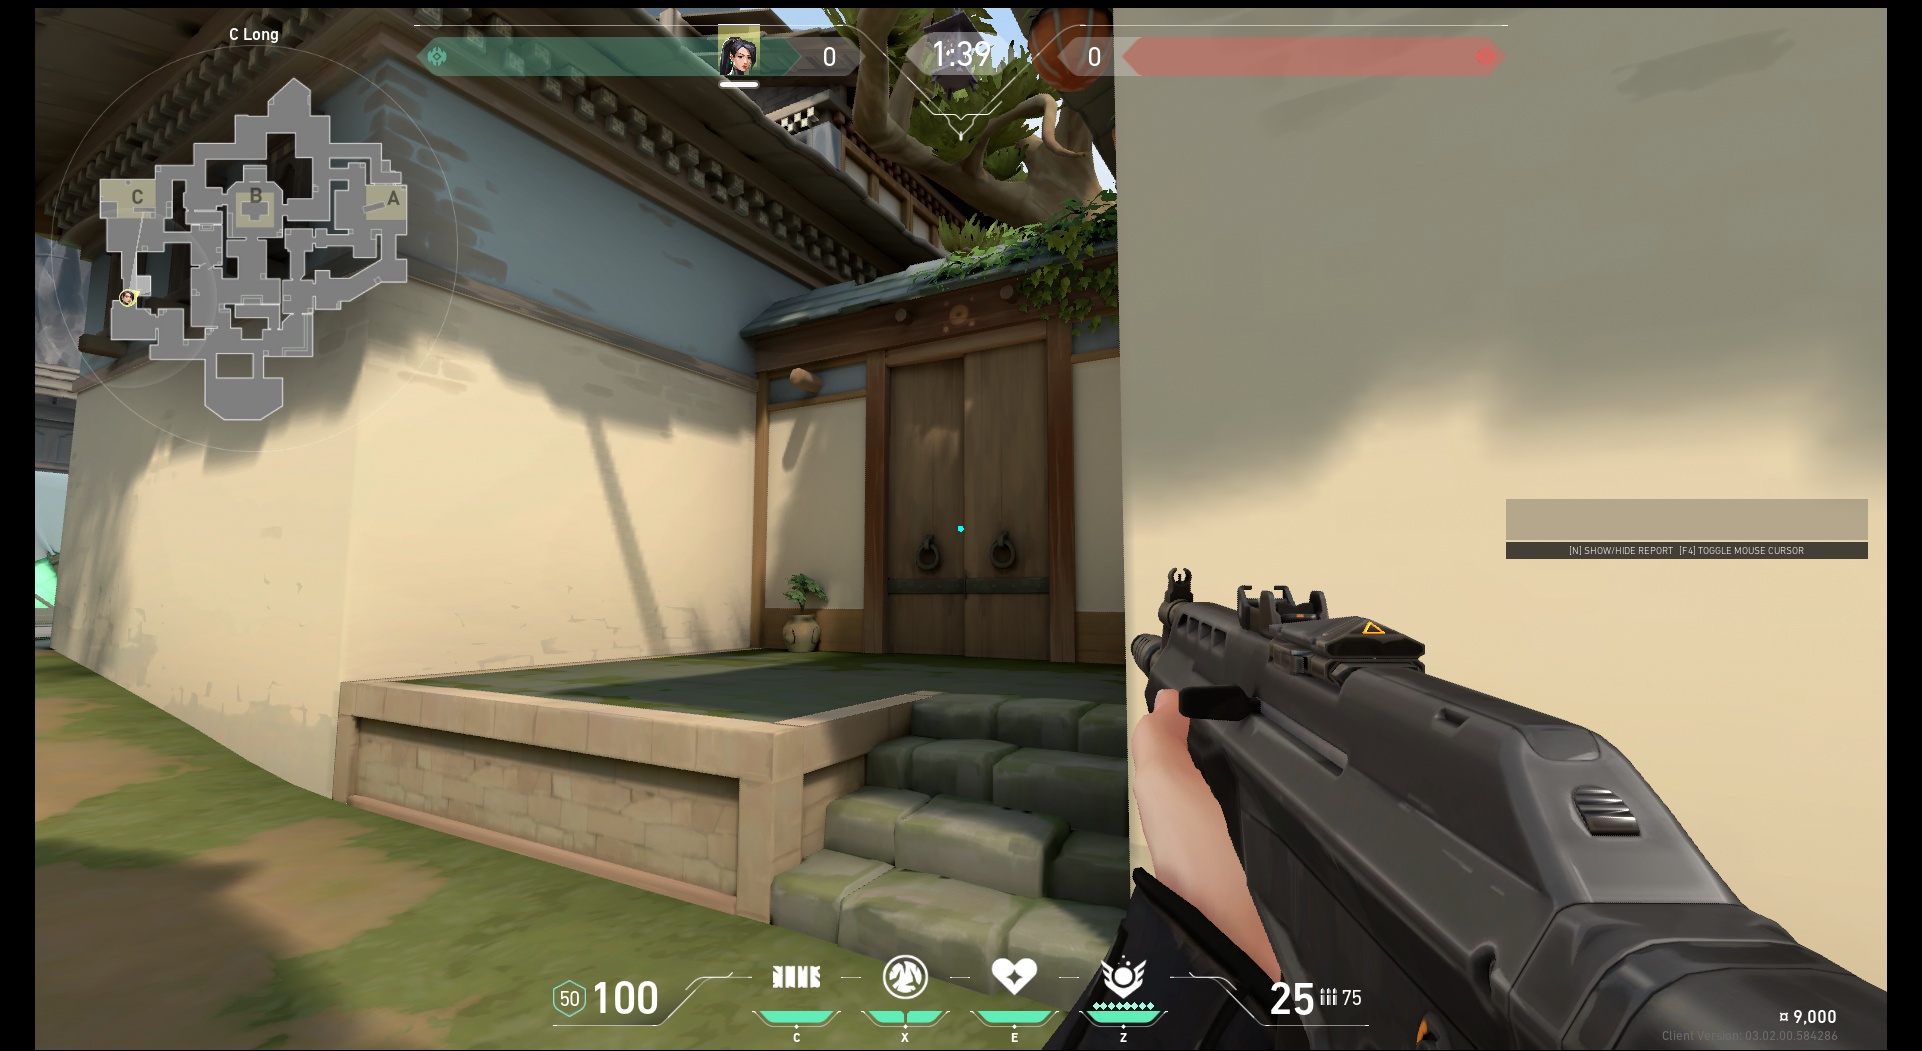 C Long
0
1:39
0
C
B
A
[N] SHOW/HIDE REPORT [F4] TOGGLE MOUSE CURSOR
50 100
25 75
C
X
E
Z
¤ 9,000
Client Version: 03.02.00.584286